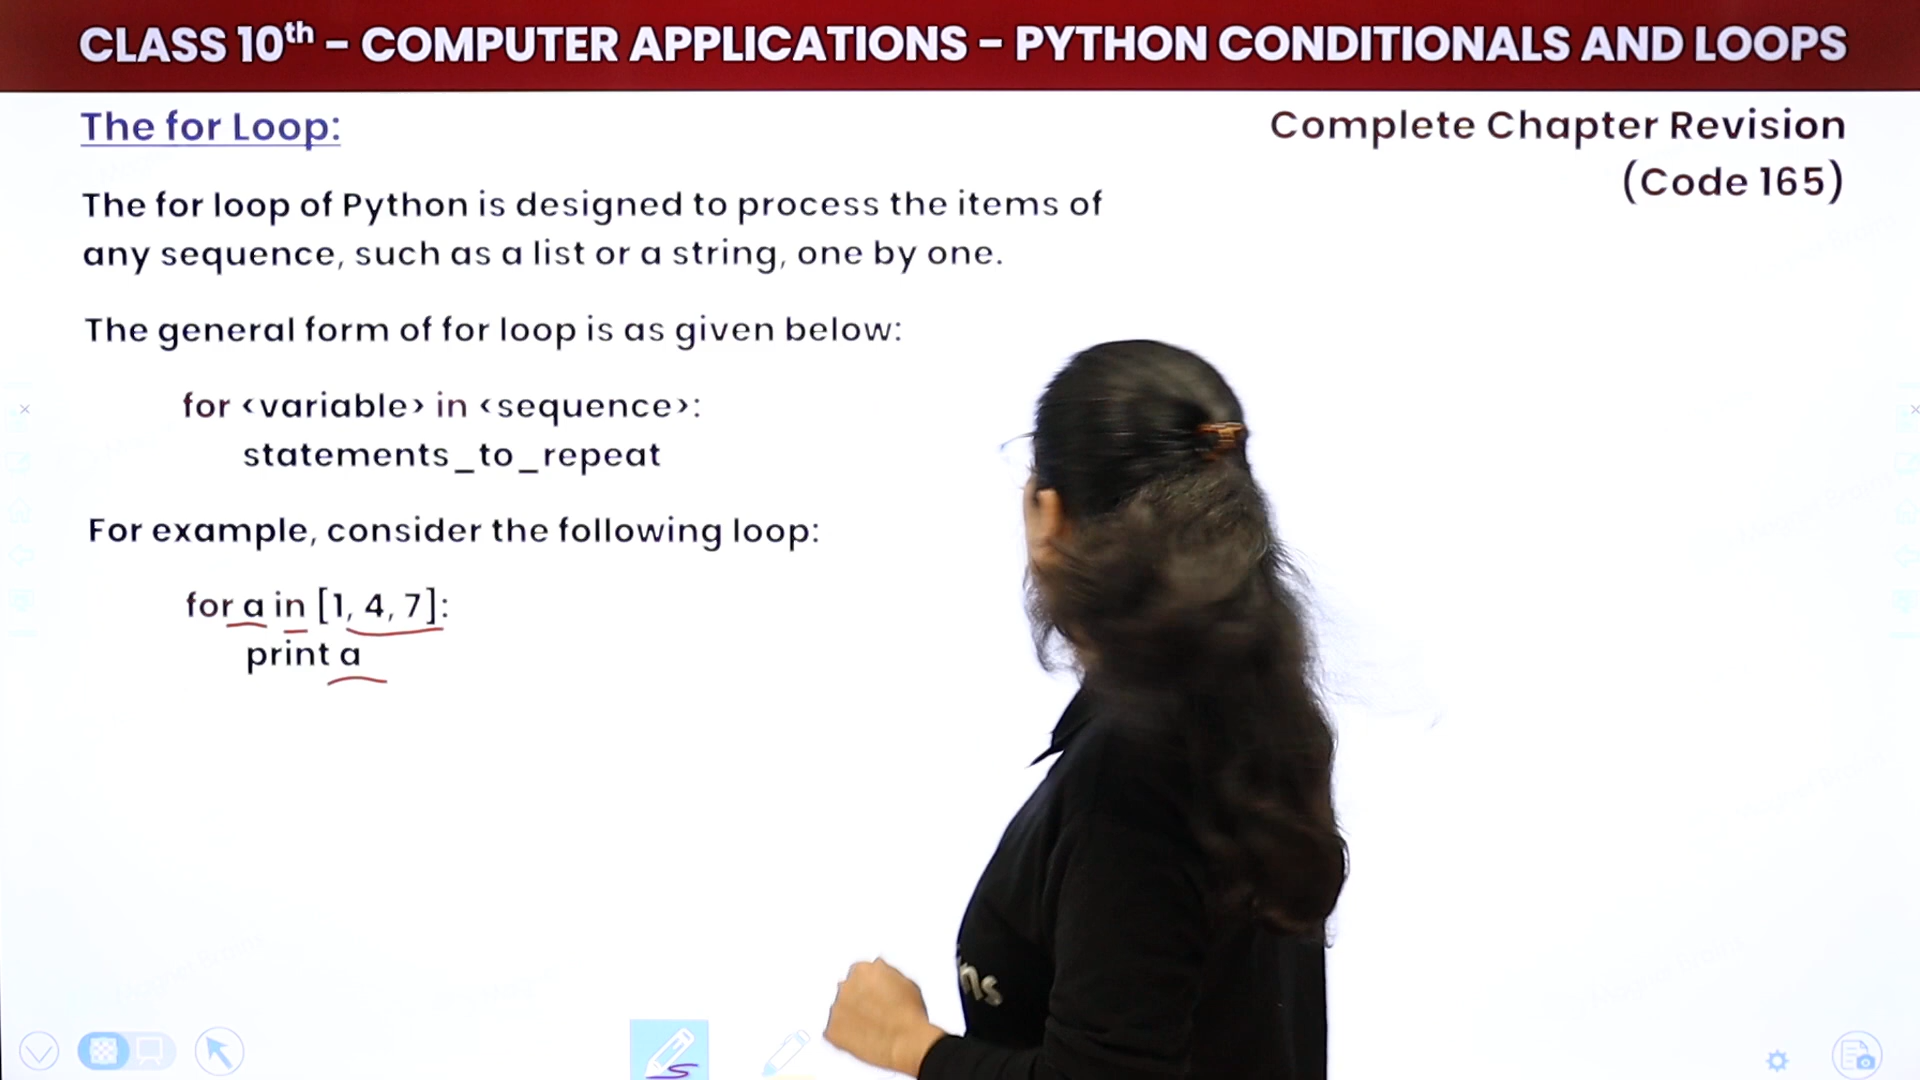 CLASS 10th – COMPUTER APPLICATIONS – PYTHON CONDITIONALS AND LOOPS
The for Loop:
Complete Chapter Revision
(Code 165)
The for loop of Python is designed to process the items of
any sequence, such as a list or a string, one by one.
The general form of for loop is as given below:
for <variable> in <sequence>:
statements_to_repeat
For example, consider the following loop:
for a in [1, 4, 7]:
print a